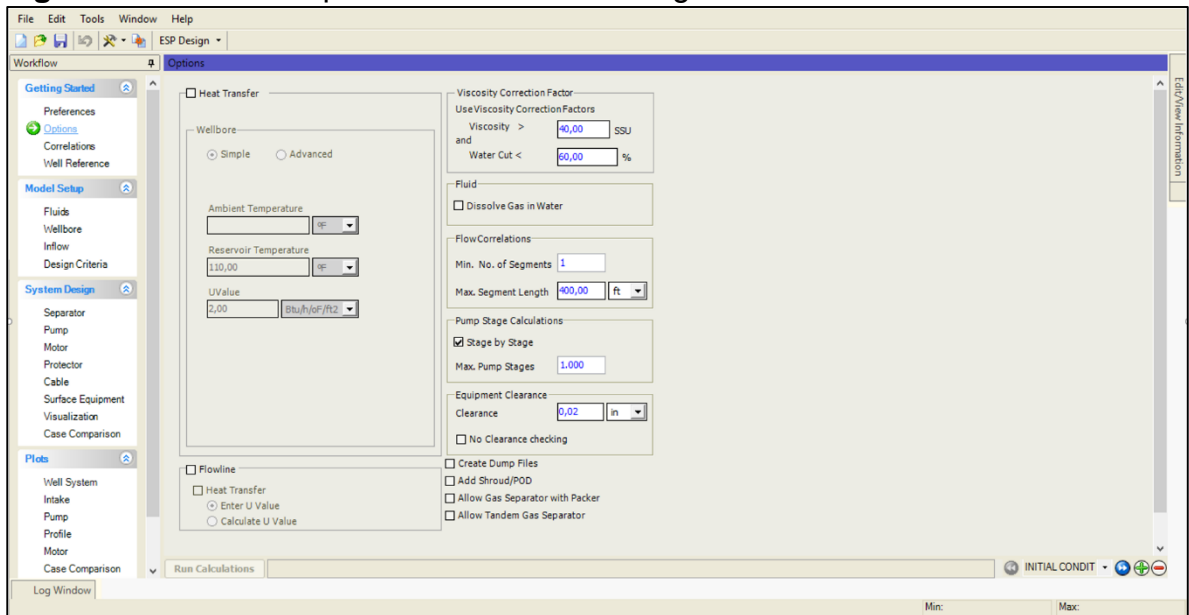 File Edit Tools Window Help
ESP Design
Workflow
Options
Getting Started
Preferences
Options
Correlations
Well Reference
Model Setup
Fluids
Wellbore
Inflow
Design Criteria
System Design
Separator
Pump
Motor
Protector
Cable
Surface Equipment
Visualization
Case Comparison
Plots
Well System
Intake
Pump
Profile
Motor
Case Comparison
Heat Transfer
Wellbore
Simple Advanced
Ambient Temperature
ºF
Reservoir Temperature
110,00 ºF
UValue
2,00 Btu/h/oF/ft2
Flowline
Heat Transfer
Enter U Value
Calculate U Value
Viscosity Correction Factor
Use Viscosity Correction Factors
Viscosity > 40,00 SSU
and
Water Cut < 60,00 %
Fluid
Dissolve Gas in Water
Flow Correlations
Min. No. of Segments 1
Max. Segment Length 400,00 ft
Pump Stage Calculations
Stage by Stage
Max. Pump Stages 1.000
Equipment Clearance
Clearance 0,02 in
No Clearance checking
Create Dump Files
Add Shroud/POD
Allow Gas Separator with Packer
Allow Tandem Gas Separator
Edit/View Information
Run Calculations
INITIAL CONDIT
Log Window
Min: Max: